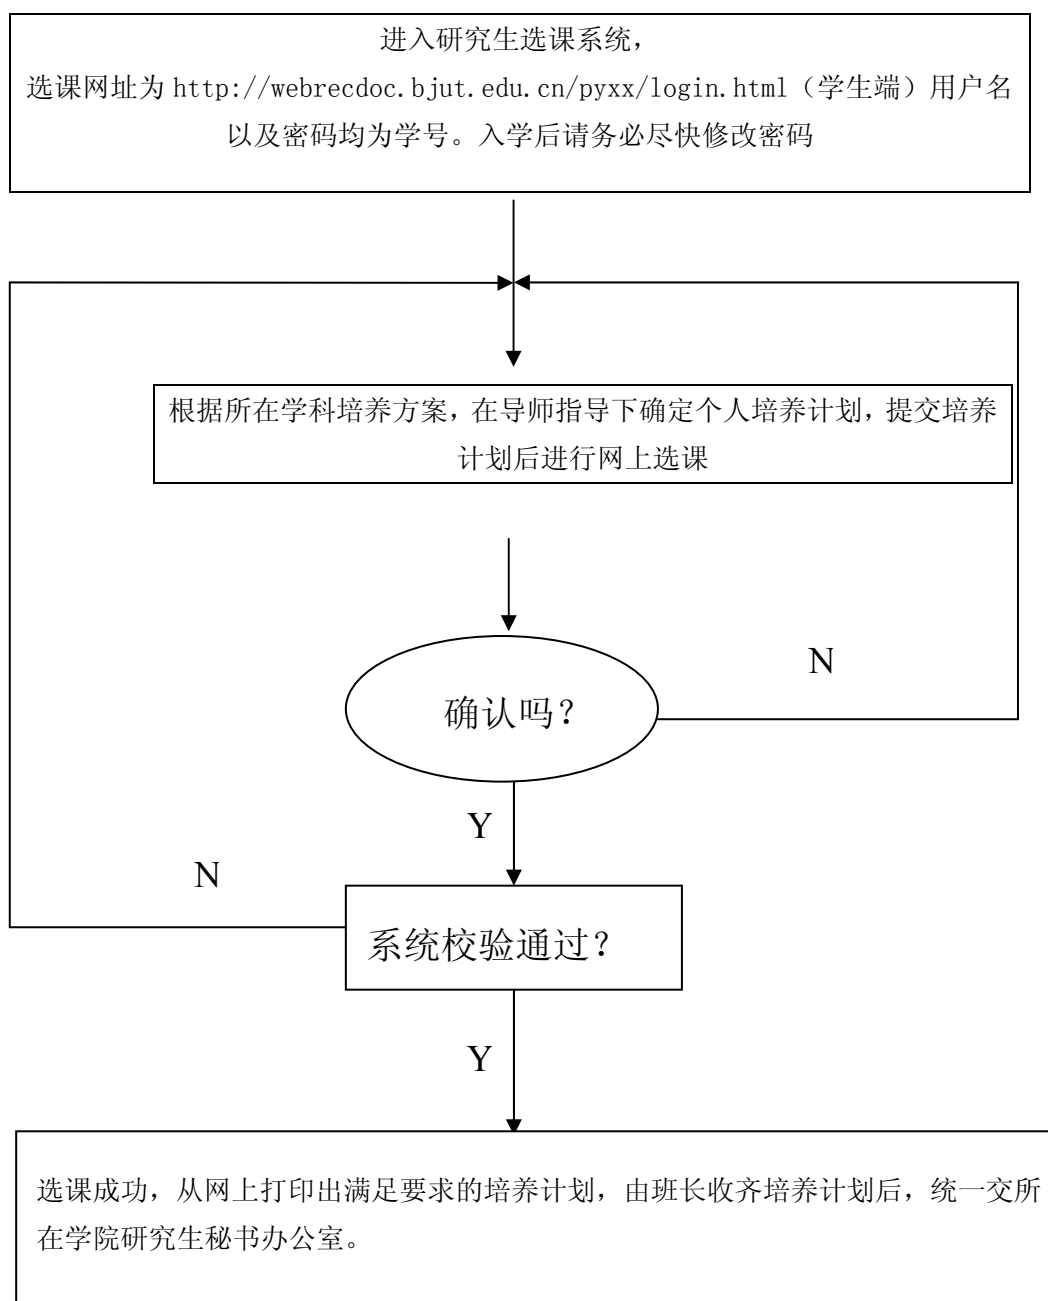 进入研究生选课系统，
选课网址为 http://webrecdoc.bjut.edu.cn/pyxx/login.html（学生端）用户名
以及密码均为学号。入学后请务必尽快修改密码
根据所在学科培养方案，在导师指导下确定个人培养计划，提交培养
计划后进行网上选课
N
确认吗？
Y
N
系统校验通过？
Y
选课成功，从网上打印出满足要求的培养计划，由班长收齐培养计划后，统一交所
在学院研究生秘书办公室。